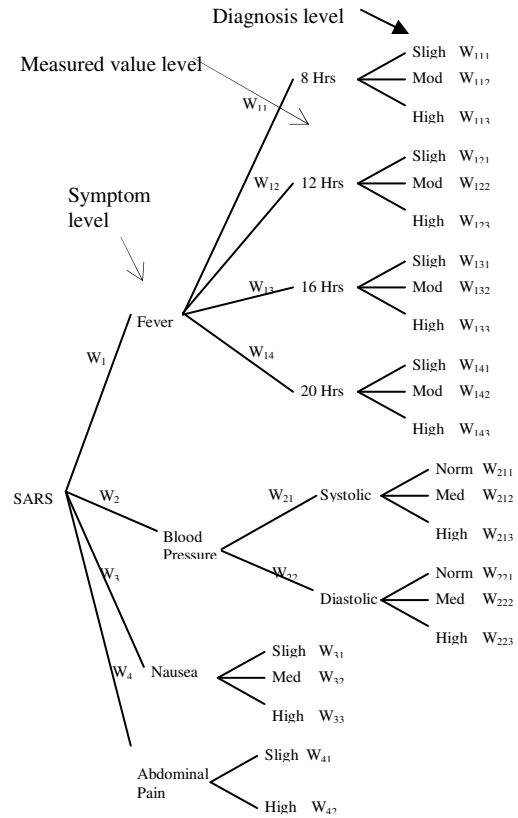 Diagnosis level
Measured value level
Symptom
level
SARS
W₁
Fever
W₁₁
8 Hrs
Sligh W₁₁₁
Mod W₁₁₂
High W₁₁₃
W₁₂
12 Hrs
Sligh W₁₂₁
Mod W₁₂₂
High W₁₂₃
W₁₃
16 Hrs
Sligh W₁₃₁
Mod W₁₃₂
High W₁₃₃
W₁₄
20 Hrs
Sligh W₁₄₁
Mod W₁₄₂
High W₁₄₃
W₂
Blood
Pressure
W₂₁
Systolic
Norm W₂₁₁
Med W₂₁₂
High W₂₁₃
W₂₂
Diastolic
Norm W₂₂₁
Med W₂₂₂
High W₂₂₃
W₃
Nausea
Sligh W₃₁
Med W₃₂
High W₃₃
W₄
Abdominal
Pain
Sligh W₄₁
High W₄₂